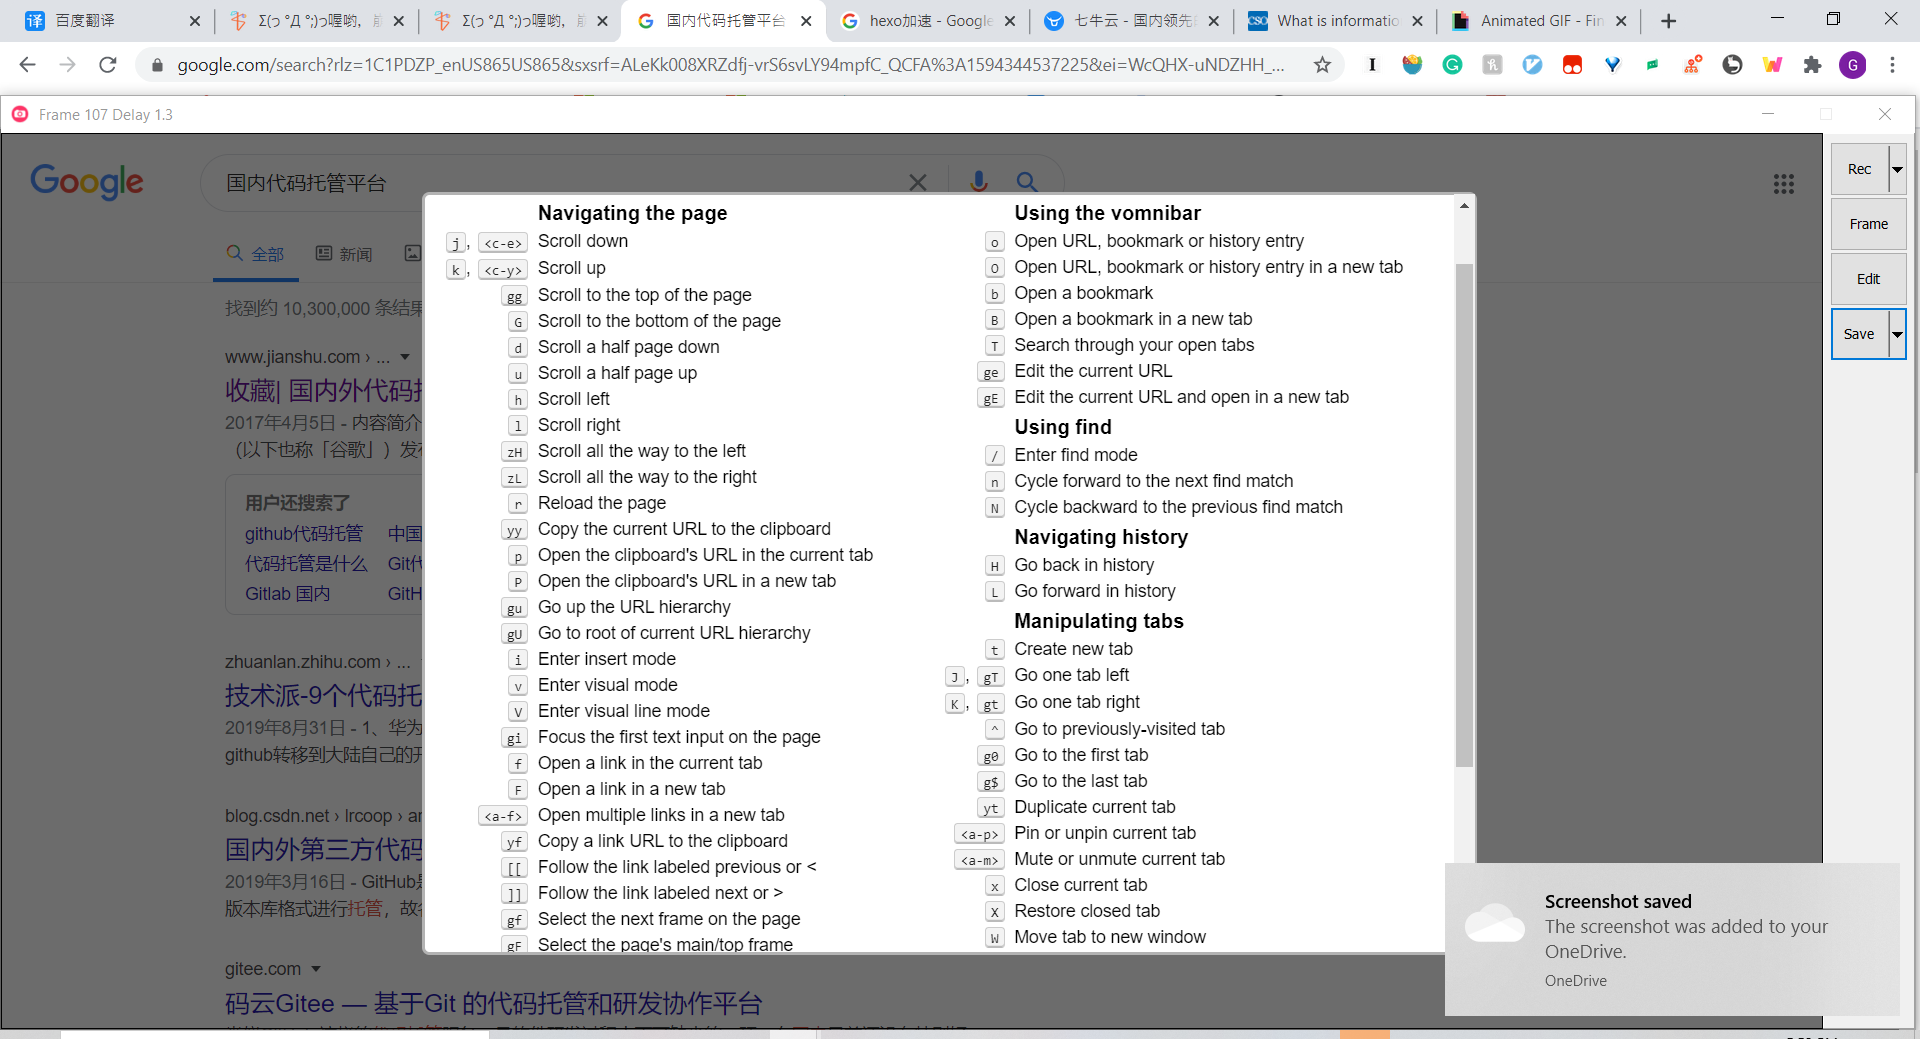 百度翻译
Σ(っ °Д °;)っ喔哟,
Σ(っ °Д °;)っ喔哟,
国内代码托管平台
hexo加速 - Google
七牛云 - 国内领先
What is informatio
Animated GIF - Fin
google.com/search?rlz=1C1PDZP_enUS865US865&sxsrf=ALeKk008XRZdfj-vrS6svLY94mpfC_QCFA%3A1594344537225&ei=WcQHX-uNDZHH_...
Frame 107 Delay 1.3
Google
国内代码托管平台
全部
新闻
找到约 10,300,000 条结果
www.jianshu.com › ...
收藏| 国内外代码托
2017年4月5日 - 内容简介
（以下也称「谷歌」）发布
用户还搜索了
github代码托管 中国
代码托管是什么 Git代
Gitlab 国内 GitH
zhuanlan.zhihu.com › ...
技术派-9个代码托
2019年8月31日 - 1、华为
github转移到大陆自己的开
blog.csdn.net › lrcoop › ar
国内外第三方代码
2019年3月16日 - GitHub是
版本库格式进行托管，故名
gitee.com
码云Gitee — 基于Git 的代码托管和研发协作平台
Navigating the page
j, <c-e> Scroll down
k, <c-y> Scroll up
gg Scroll to the top of the page
G Scroll to the bottom of the page
d Scroll a half page down
u Scroll a half page up
h Scroll left
l Scroll right
zH Scroll all the way to the left
zL Scroll all the way to the right
r Reload the page
yy Copy the current URL to the clipboard
p Open the clipboard's URL in the current tab
P Open the clipboard's URL in a new tab
gu Go up the URL hierarchy
gU Go to root of current URL hierarchy
i Enter insert mode
v Enter visual mode
V Enter visual line mode
gi Focus the first text input on the page
f Open a link in the current tab
F Open a link in a new tab
<a-f> Open multiple links in a new tab
yf Copy a link URL to the clipboard
[[ Follow the link labeled previous or <
]] Follow the link labeled next or >
gf Select the next frame on the page
gF Select the page's main/top frame
Using the vomnibar
o Open URL, bookmark or history entry
O Open URL, bookmark or history entry in a new tab
b Open a bookmark
B Open a bookmark in a new tab
T Search through your open tabs
ge Edit the current URL
gE Edit the current URL and open in a new tab
Using find
/ Enter find mode
n Cycle forward to the next find match
N Cycle backward to the previous find match
Navigating history
H Go back in history
L Go forward in history
Manipulating tabs
t Create new tab
J, gT Go one tab left
K, gt Go one tab right
^ Go to previously-visited tab
g0 Go to the first tab
g$ Go to the last tab
yt Duplicate current tab
<a-p> Pin or unpin current tab
<a-m> Mute or unmute current tab
x Close current tab
X Restore closed tab
W Move tab to new window
Rec
Frame
Edit
Save
Screenshot saved
The screenshot was added to your
OneDrive.
OneDrive